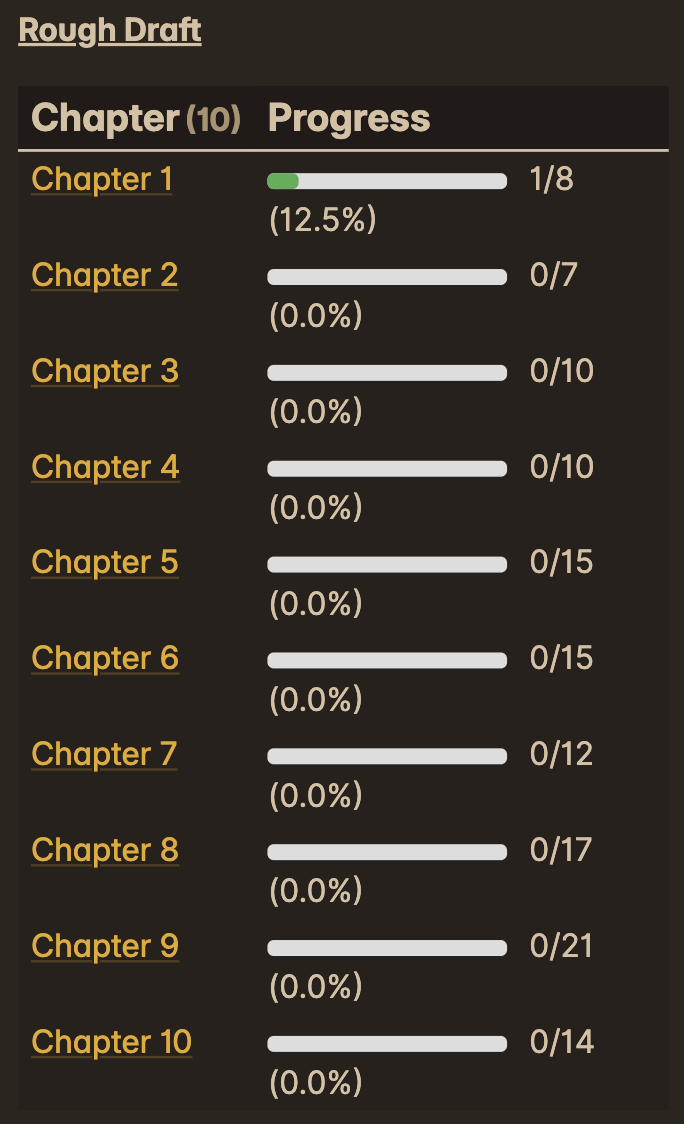 Rough Draft
Chapter (10) Progress
Chapter 1 1/8
(12.5%)
Chapter 2 0/7
(0.0%)
Chapter 3 0/10
(0.0%)
Chapter 4 0/10
(0.0%)
Chapter 5 0/15
(0.0%)
Chapter 6 0/15
(0.0%)
Chapter 7 0/12
(0.0%)
Chapter 8 0/17
(0.0%)
Chapter 9 0/21
(0.0%)
Chapter 10 0/14
(0.0%)